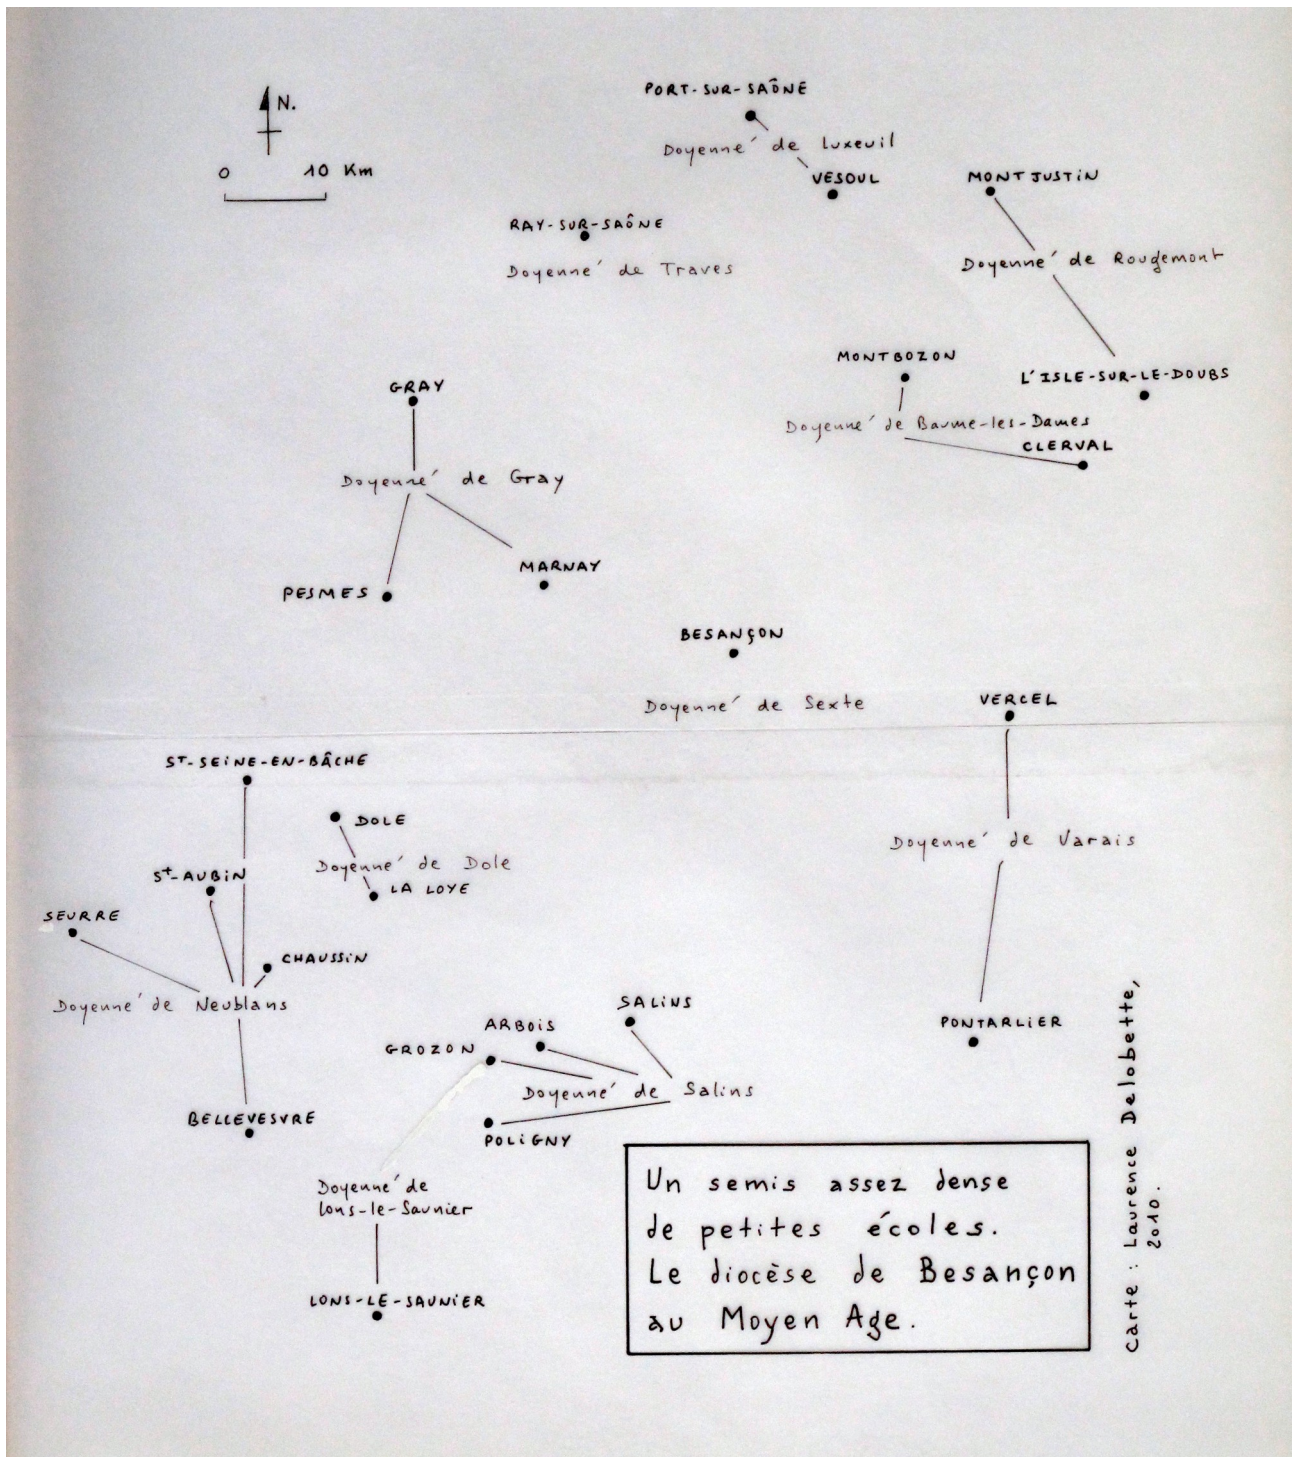 PORT-SUR-SAÔNE
N.
Doyenné de Luxeuil
0 10 Km
VESOUL
MONTJUSTIN
RAY-SUR-SAÔNE
Doyenné de Rougemont
Doyenné de Traves
MONTBOZON
L'ISLE-SUR-LE-DOUBS
GRAY
Doyenné de Baume-les-Dames
CLERVAL
Doyenné de Gray
MARNAY
PESMES
BESANÇON
Doyenné de Sexte
VERCEL
ST-SEINE-EN-BÂCHE
DOLE
Doyenné de Varais
Doyenné de Dole
St-AUBIN
LA LOYE
SEURRE
CHAUSSIN
Doyenné de Neublans
SALINS
ARBOIS
PONTARLIER
GROZON
Doyenné de Salins
BELLEVESVRE
POLIGNY
Doyenné de
Lons-le-Saunier
LONS-LE-SAUNIER
Un semis assez dense
de petites écoles.
Le diocèse de Besançon
au Moyen Age.
Carte : Laurence Delobette,
2010.